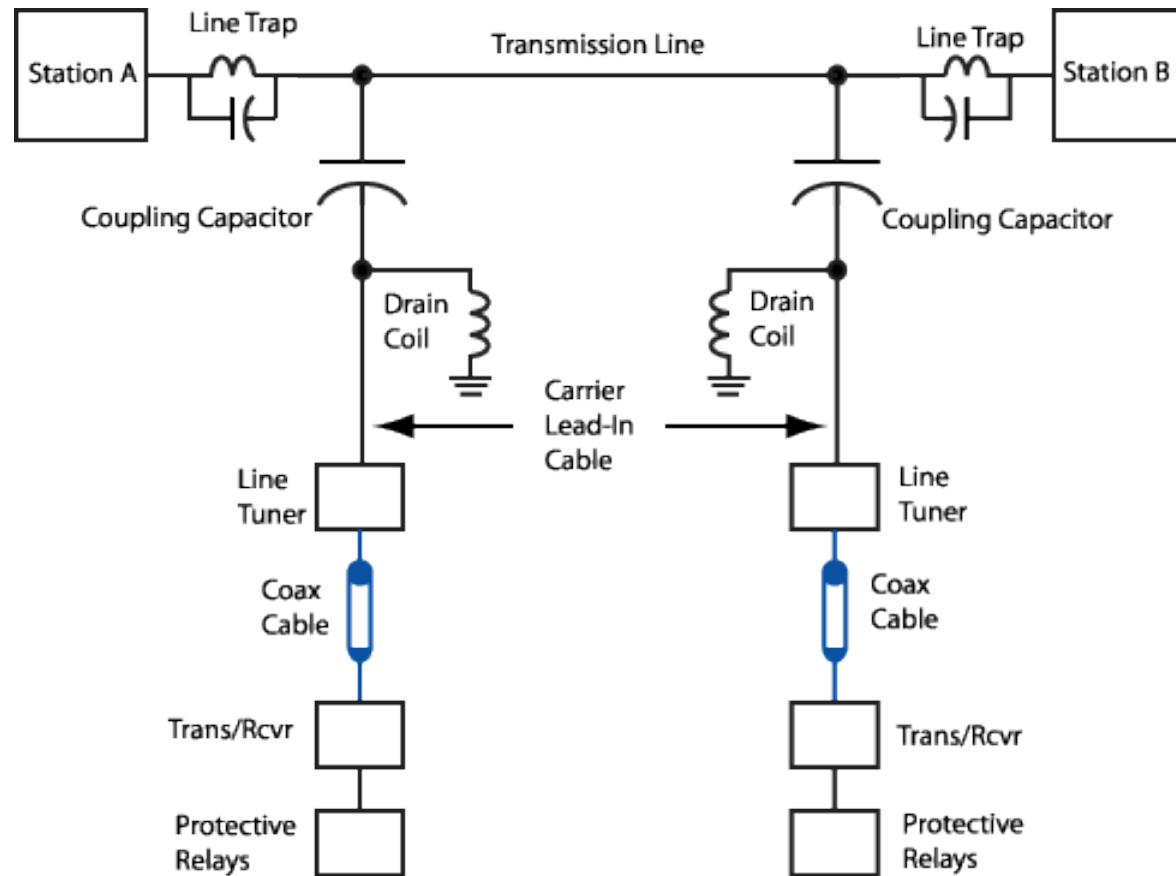 Line Trap
Transmission Line
Line Trap
Station A
Station B
Coupling Capacitor
Coupling Capacitor
Drain
Coil
Drain
Coil
Carrier
Lead-In
Cable
Line
Tuner
Line
Tuner
Coax
Cable
Coax
Cable
Trans/Rcvr
Trans/Rcvr
Protective
Relays
Protective
Relays